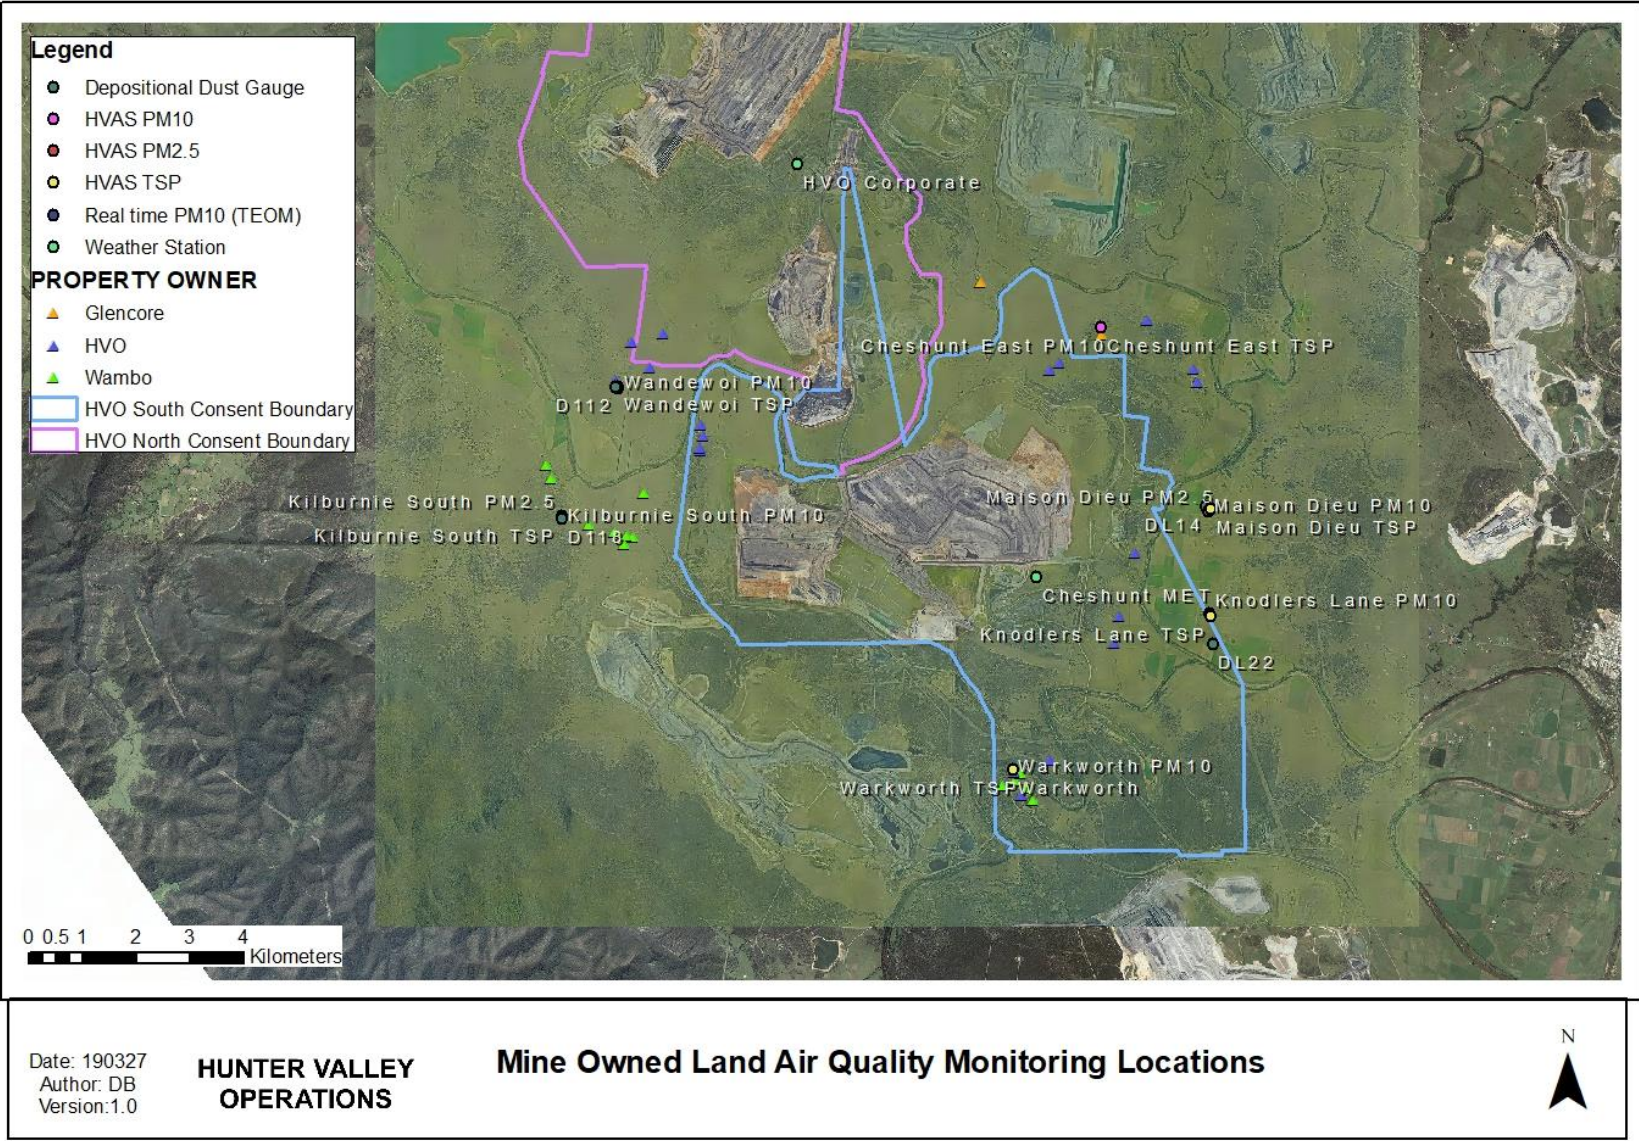 Legend
Depositional Dust Gauge
HVAS PM10
HVAS PM2.5
HVAS TSP
Real time PM10 (TEOM)
Weather Station
PROPERTY OWNER
Glencore
HVO
Wambo
HVO South Consent Boundary
HVO North Consent Boundary
HVO Corporate
Cheshunt East PM10 Cheshunt East TSP
Wandewoi PM10
D112 Wandewoi TSP
Kilburnie South PM2.5
Kilburnie South PM10
Kilburnie South TSP D118
Maison Dieu PM2.5
Maison Dieu PM10
DL14 Maison Dieu TSP
Cheshunt MET
Knodlers Lane PM10
Knodlers Lane TSP
DL22
Warkworth PM10
Warkworth TSP Warkworth
0 0.5 1 2 3 4
Kilometers
Date: 190327
Author: DB
Version:1.0
HUNTER VALLEY
OPERATIONS
Mine Owned Land Air Quality Monitoring Locations
N